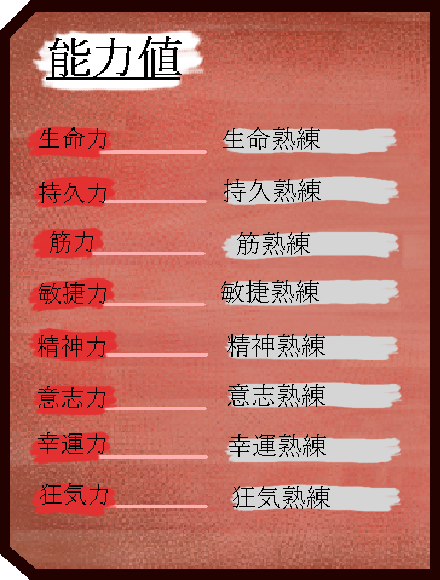 能力値
生命力 生命熟練
持久力 持久熟練
筋力 筋熟練
敏捷力 敏捷熟練
精神力 精神熟練
意志力 意志熟練
幸運力 幸運熟練
狂気力 狂気熟練